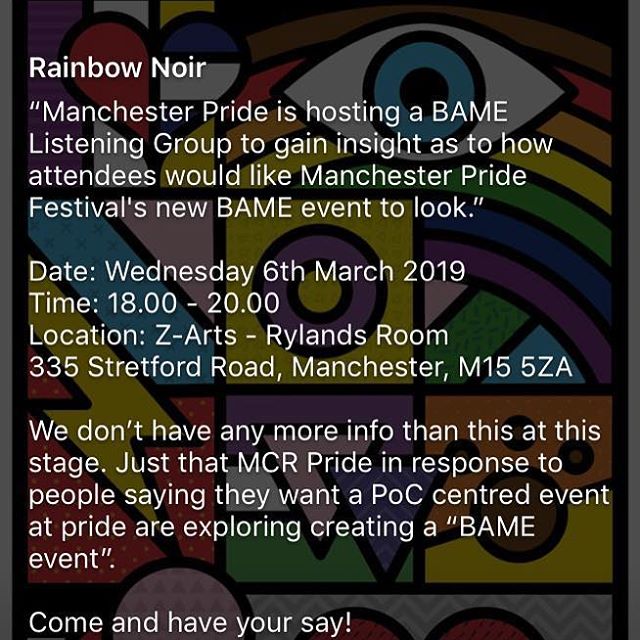 Rainbow Noir
“Manchester Pride is hosting a BAME
Listening Group to gain insight as to how
attendees would like Manchester Pride
Festival's new BAME event to look.”
Date: Wednesday 6th March 2019
Time: 18.00 - 20.00
Location: Z-Arts - Rylands Room
335 Stretford Road, Manchester, M15 5ZA
We don’t have any more info than this at this
stage. Just that MCR Pride in response to
people saying they want a PoC centred event
at pride are exploring creating a “BAME
event”.
Come and have your say!